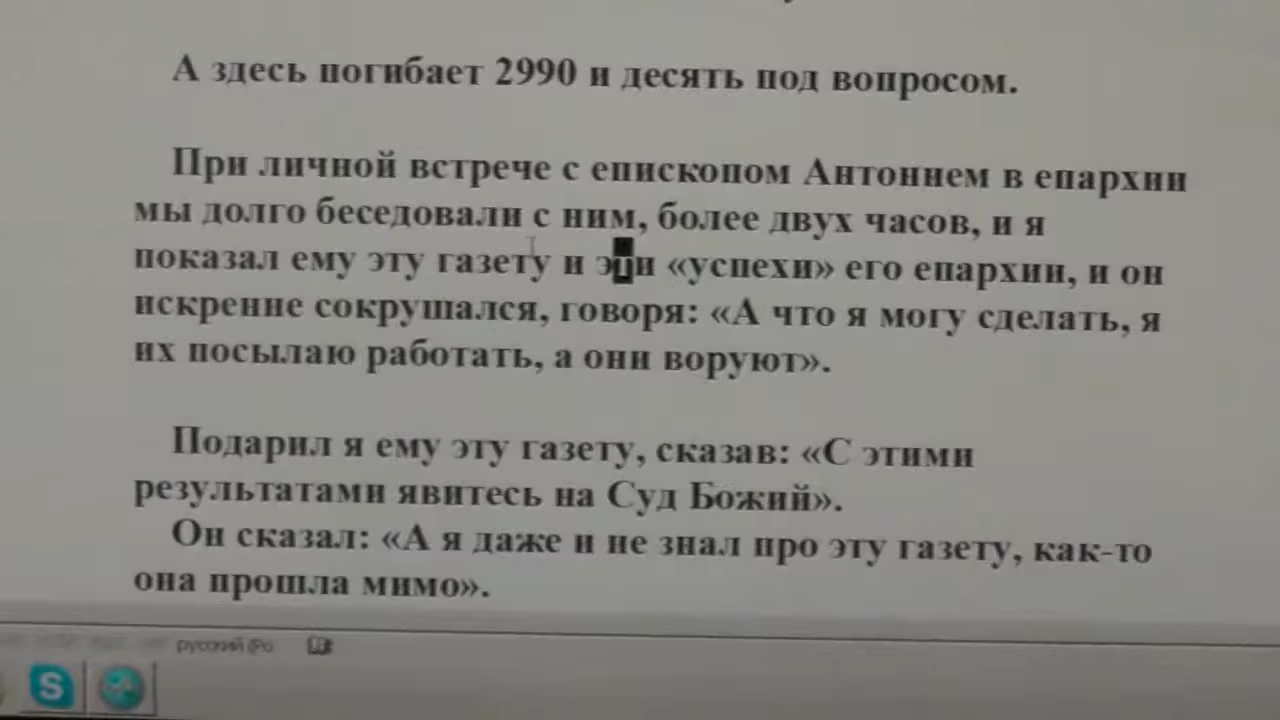 А здесь погибает 2990 и десять под вопросом.
При личной встрече с епископом Антонием в епархии
мы долго беседовали с ним, более двух часов, и я
показал ему эту газету и эти «успехи» его епархии, и он
искренне сокрушался, говоря: «А что я могу сделать, я
их посылаю работать, а они воруют».
Подарил я ему эту газету, сказав: «С этими
результатами явитесь на Суд Божий».
Он сказал: «А я даже и не знал про эту газету, как-то
она прошла мимо».
русский (Ро
S